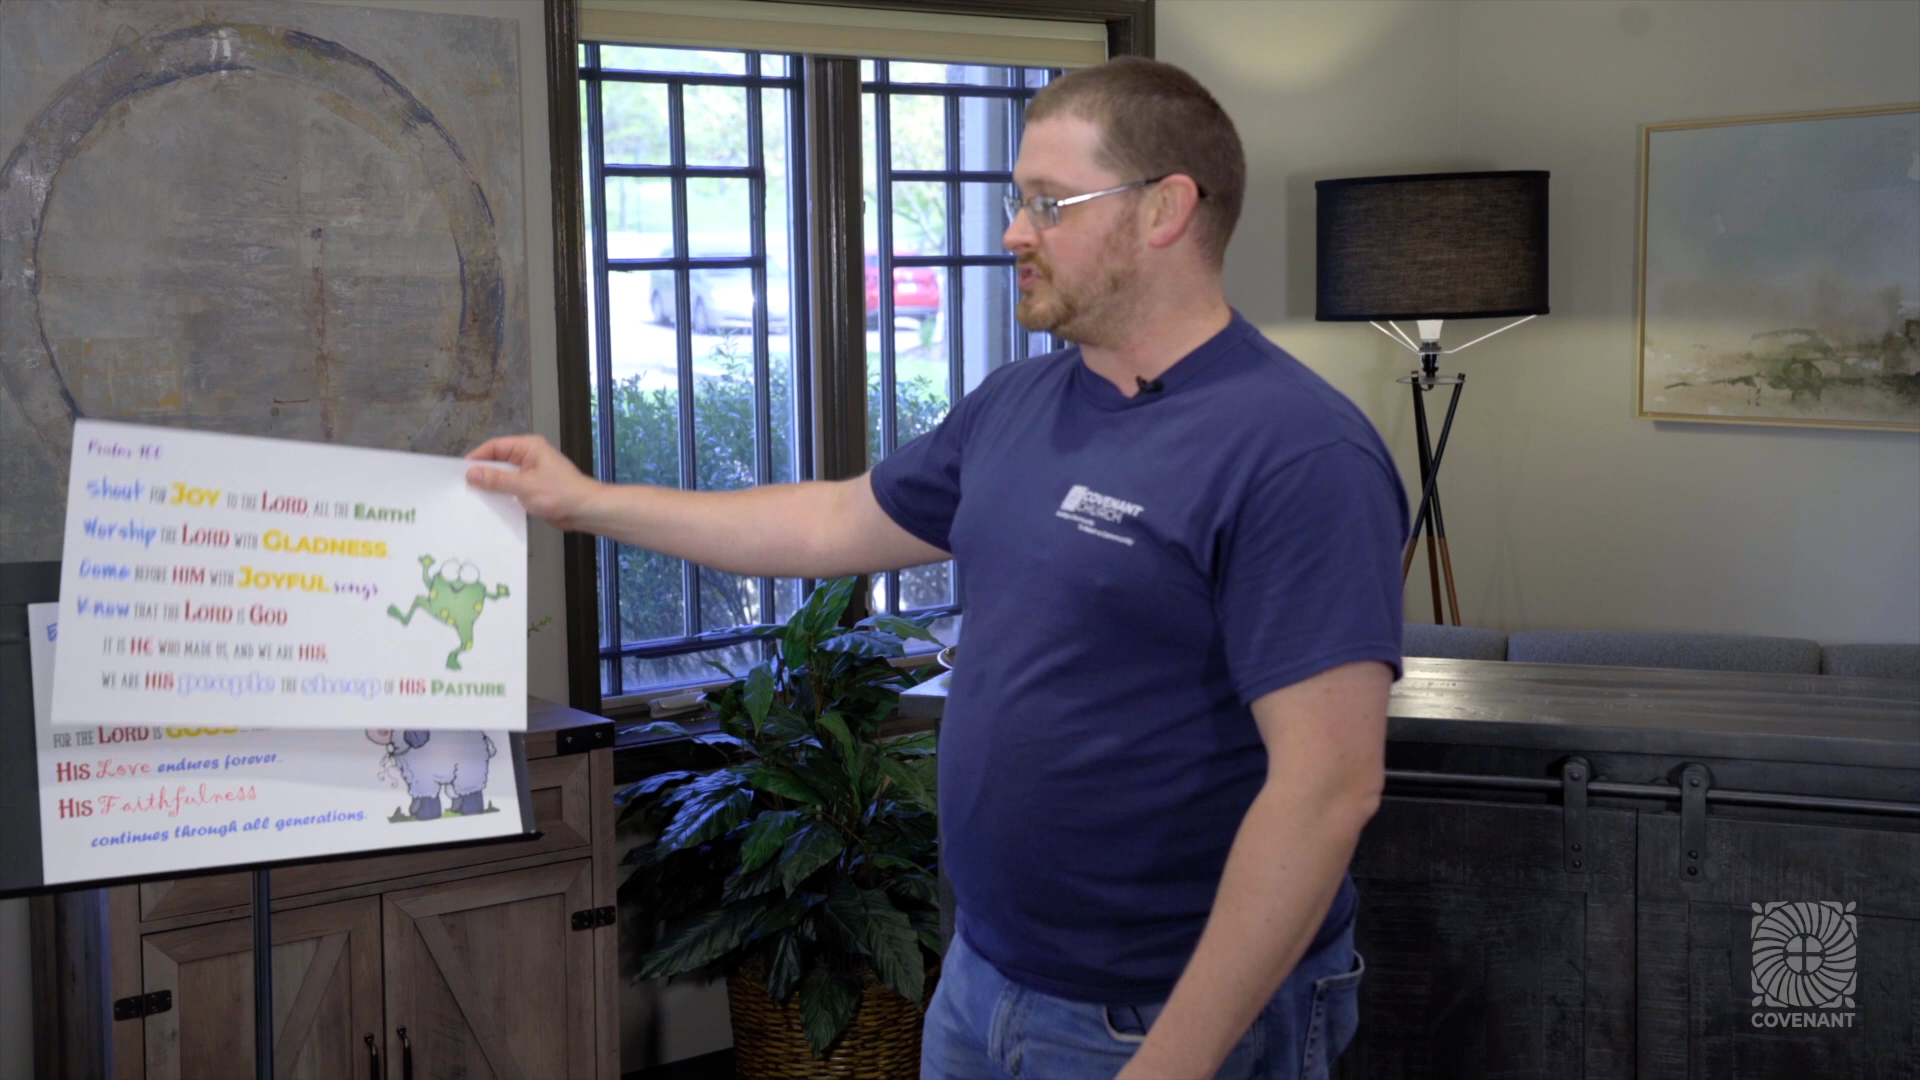 Psalm 100
Shout for Joy to the Lord, all the Earth!
Worship the Lord with Gladness.
Come before Him with Joyful songs
Know that the Lord is God
It is He who made us, and we are His,
we are His people the sheep of His Pasture
for the Lord is Good
His Love endures forever.
His Faithfulness
continues through all generations.
COVENANT
CHURCH
COVENANT